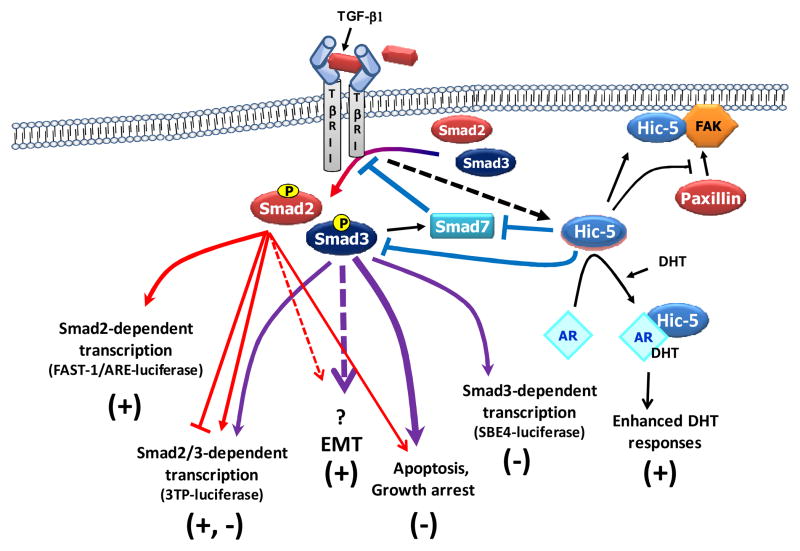 TGF-β1
T β R I I
T β R I
Smad2
Smad3
Hic-5
FAK
Paxillin
P
Smad2
P
Smad3
Smad7
Hic-5
DHT
AR
AR
Hic-5
DHT
Smad2-dependent
transcription
(FAST-1/ARE-luciferase)
(+)
Smad2/3-dependent
transcription
(3TP-luciferase)
(+, -)
?
EMT
(+)
Apoptosis,
Growth arrest
(-)
Smad3-dependent
transcription
(SBE4-luciferase)
(-)
Enhanced DHT
responses
(+)